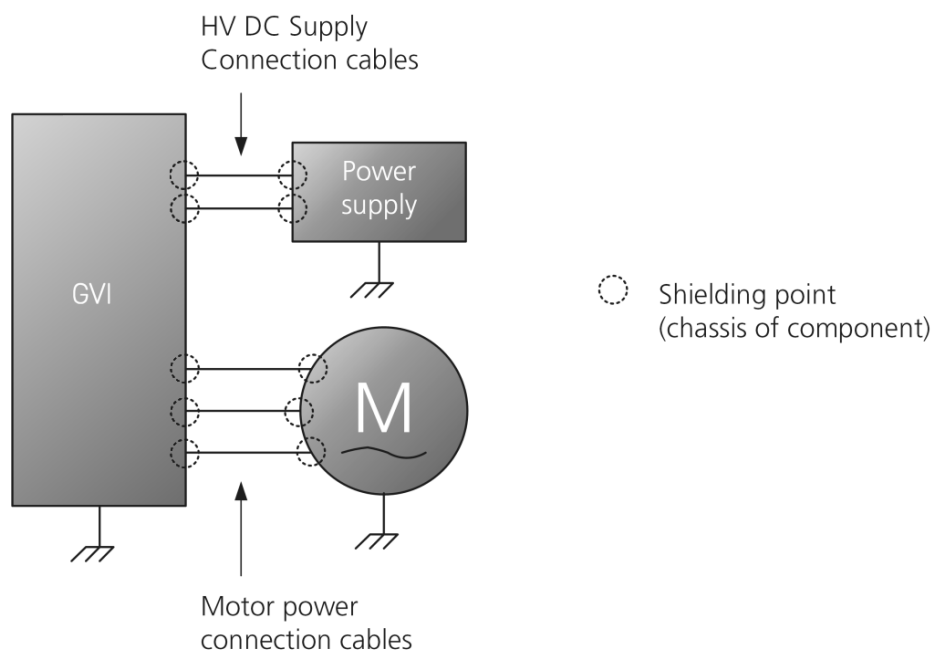 HV DC Supply
Connection cables
Power
supply
GVI
Shielding point
(chassis of component)
M
Motor power
connection cables